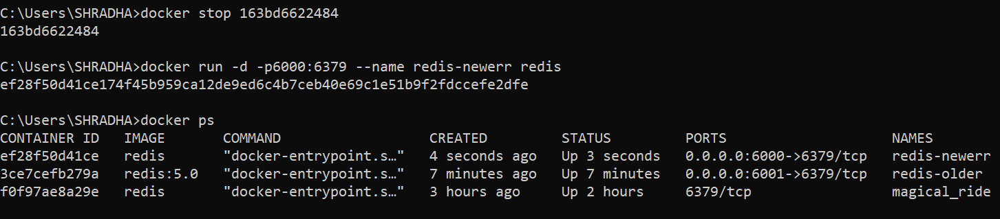 C:\Users\SHRADHA>docker stop 163bd6622484
163bd6622484
C:\Users\SHRADHA>docker run -d -p6000:6379 --name redis-newerr redis
ef28f50d41ce174f45b959ca12de9ed6c4b7ceb40e69c1e51b9f2fdccefe2dfe
C:\Users\SHRADHA>docker ps
CONTAINER ID   IMAGE       COMMAND                  CREATED         STATUS         PORTS                    NAMES
ef28f50d41ce   redis       "docker-entrypoint.s…"   4 seconds ago   Up 3 seconds   0.0.0.0:6000->6379/tcp   redis-newerr
3ce7cefb279a   redis:5.0   "docker-entrypoint.s…"   7 minutes ago   Up 7 minutes   0.0.0.0:6001->6379/tcp   redis-older
f0f97ae8a29e   redis       "docker-entrypoint.s…"   3 hours ago     Up 2 hours     6379/tcp                 magical_ride